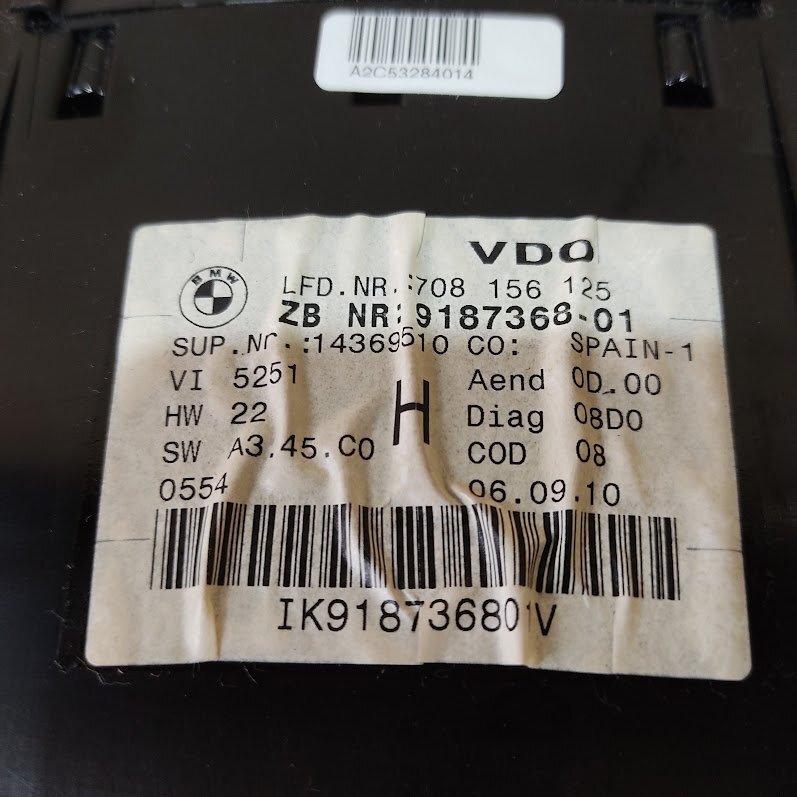 A2C53284014
VDO
BMW
LFD.NR.:708 156 125
ZB NR:9187368-01
SUP.Nr.:14369510 CO: SPAIN-1
VI 5251 Aend 0D.00
HW 22 H Diag 08D0
SW A3.45.C0 COD 08
0554 06.09.10
IK918736801V